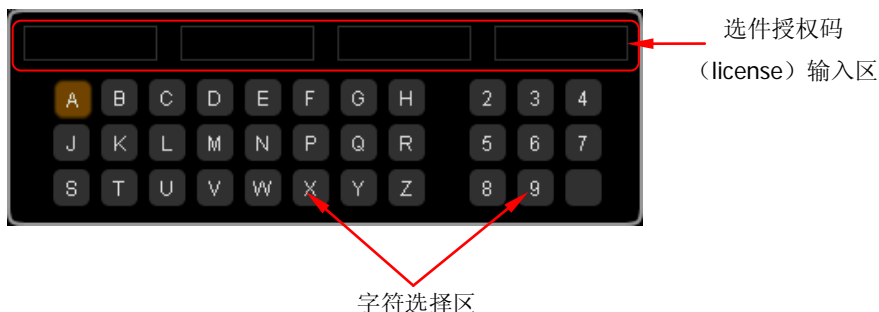 选件授权码
（license）输入区
A B C D E F G H 2 3 4
J K L M N P Q R 5 6 7
S T U V W X Y Z 8 9
字符选择区